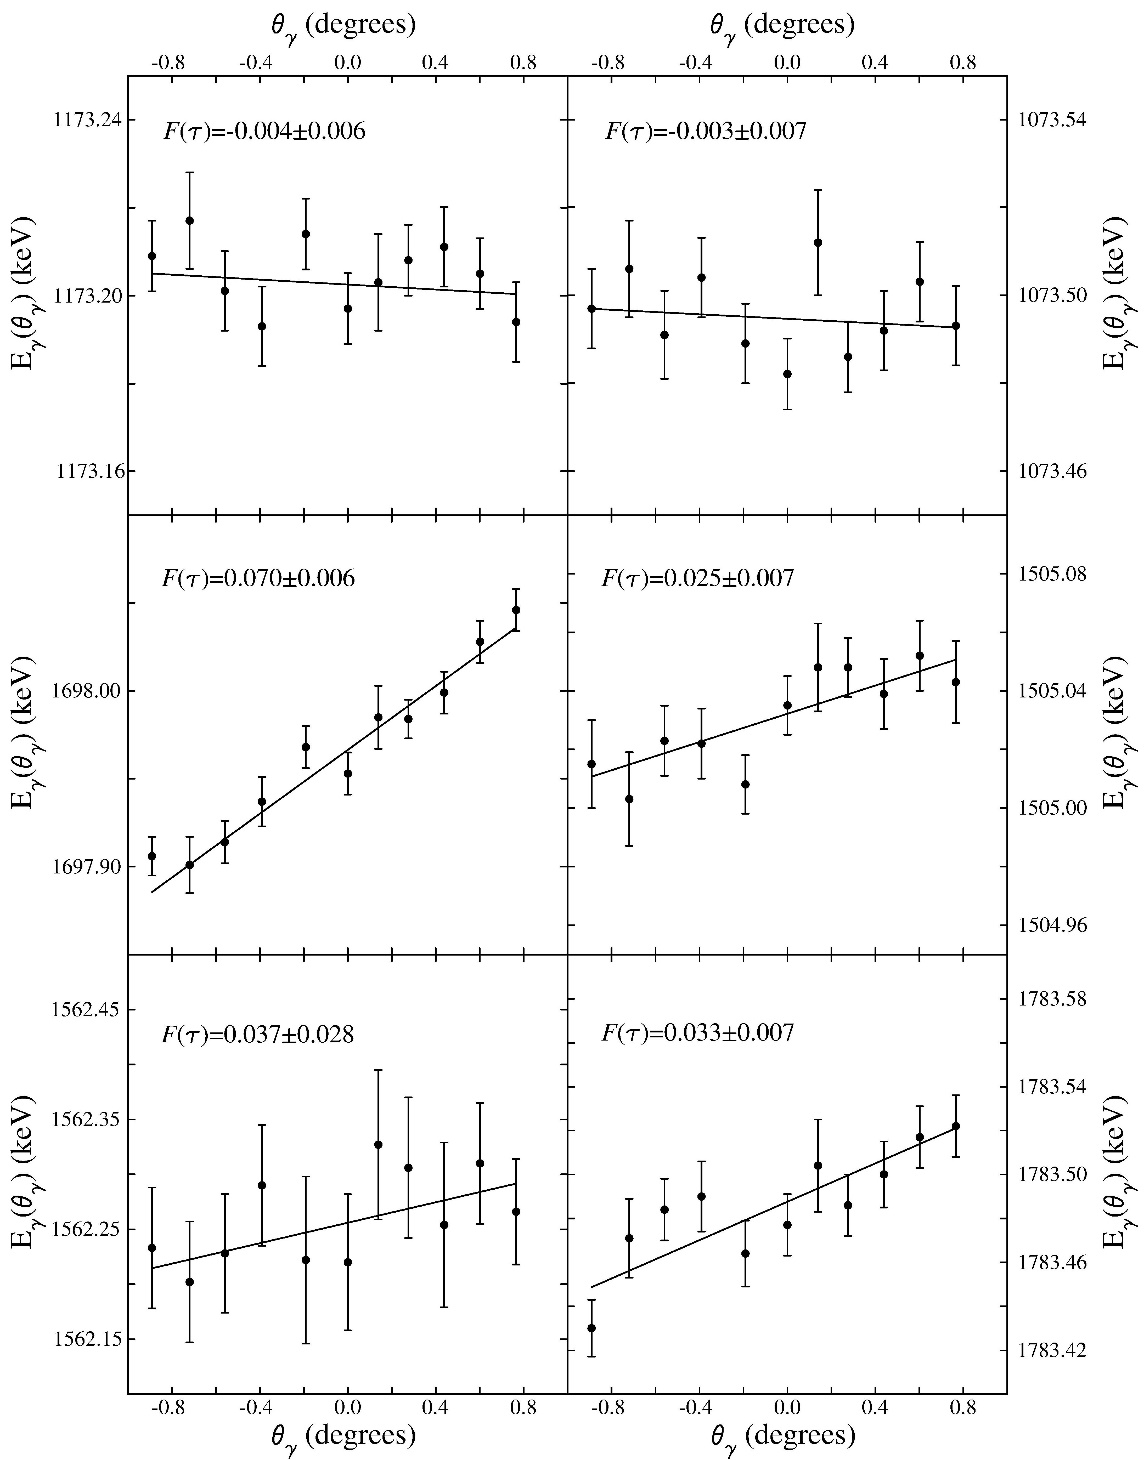 θγ (degrees) θγ (degrees)
-0.8 -0.4 0.0 0.4 0.8 -0.8 -0.4 0.0 0.4 0.8
1173.24 F(τ)=-0.004±0.006 F(τ)=-0.003±0.007 1073.54
Eγ(θγ) (keV) 1173.20 1073.50 Eγ(θγ) (keV)
1173.16 1073.46
F(τ)=0.070±0.006 F(τ)=0.025±0.007 1505.08
Eγ(θγ) (keV) 1698.00 1505.04 Eγ(θγ) (keV)
1697.90 1505.00
1504.96
1562.45 F(τ)=0.037±0.028 F(τ)=0.033±0.007 1783.58
1562.35 1783.54
Eγ(θγ) (keV) 1562.25 1783.50 Eγ(θγ) (keV)
1783.46
1562.15 1783.42
-0.8 -0.4 0.0 0.4 0.8 -0.8 -0.4 0.0 0.4 0.8
θγ (degrees) θγ (degrees)